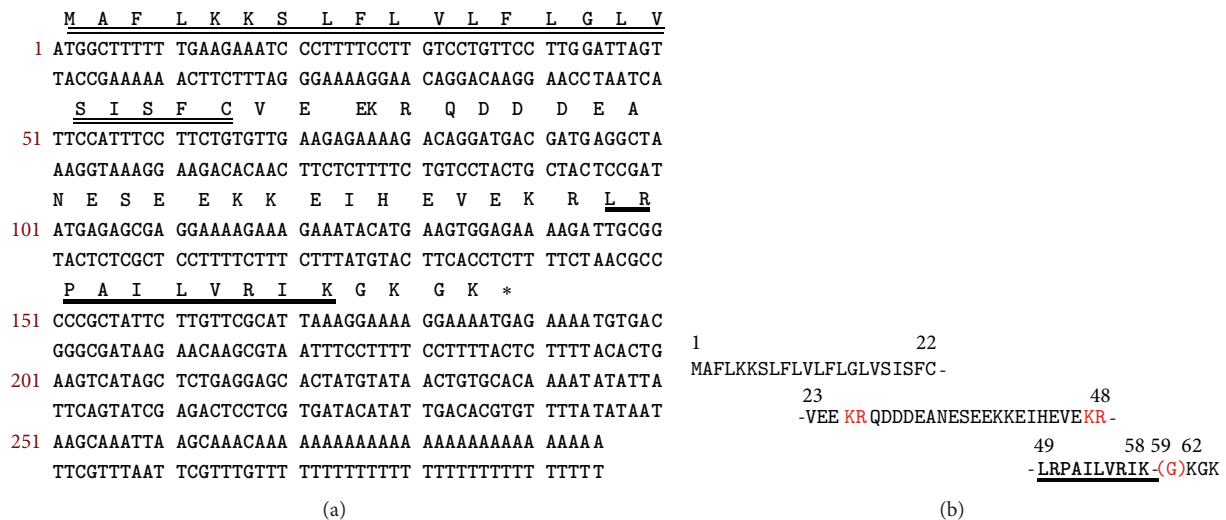 M A F L K K S L F L V L F L G L V
1 ATGGCTTTTT TGAAGAAATC CCTTTTCCTT GTCCTGTTCC TTGGATTAGT
TACCGAAAAA ACTTCTTTAG GGAAAAGGAA CAGGACAAGG AACCTAATCA
S I S F C V E EK R Q D D D E A
51 TTCCATTTCC TTCTGTGTTG AAGAGAAAAG ACAGGATGAC GATGAGGCTA
AAGGTAAAGG AAGACACAAC TTCTCTTTTC TGTCCTACTG CTACTCCGAT
N E S E E K K E I H E V E K R L R
101 ATGAGAGCGA GGAAAAGAAA GAAATACATG AAGTGGAGAA AAGATTGCGG
TACTCTCGCT CCTTTTCTTT CTTTATGTAC TTCACCTCTT TTCTAACGCC
P A I L V R I K G K G K *
151 CCCGCTATTC TTGTTCGCAT TAAAGGAAAA GGAAAATGAG AAAATGTGAC
GGGCGATAAG AACAAGCGTA ATTTCCTTTT CCTTTTACTC TTTTACACTG
201 AAGTCATAGC TCTGAGGAGC ACTATGTATA ACTGTGCACA AAATATATTA
TTCAGTATCG AGACTCCTCG TGATACATAT TGACACGTGT TTTATATAAT
251 AAGCAAATTA AGCAAACAAA AAAAAAAAAA AAAAAAAAAA AAAAA
TTCGTTTAAT TCGTTTGTTT TTTTTTTTTT TTTTTTTTTT TTTTT
(a)
1 22
MAFLKKSLFLVLFLGLVSISFC-
23 48
-VEE KR QDDDEANESEEKKEIHEVEKR-
49 58 59 62
-LRPAILVRIK-(G)KGK
(b)